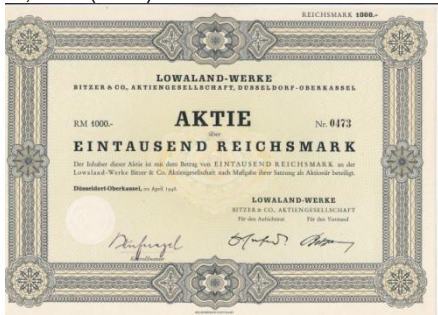 REICHSMARK 1000.-
LOWALAND-WERKE
BITZER & CO, AKTIENGESELLSCHAFT, DÜSSELDORF-OBERKASSEL
AKTIE
RM 1000.- Nr. 0473
über
EINTAUSEND REICHSMARK
Der Inhaber dieser Aktie ist mit dem Betrag von EINTAUSEND REICHSMARK an der
Lowaland-Werke Bitzer & Co. Aktiengesellschaft nach Maßgabe ihrer Satzung als Aktionär beteiligt.
Düsseldorf-Oberkassel, im April 1948.
LOWALAND-WERKE
BITZER & CO, AKTIENGESELLSCHAFT
Für den Aufsichtsrat Für den Vorstand